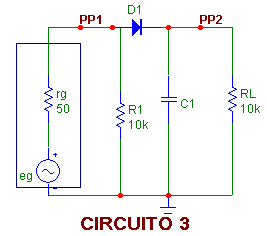 D1
PP1
PP2
rg
50
R1
10k
C1
RL
10k
eg
+
-
CIRCUITO 3